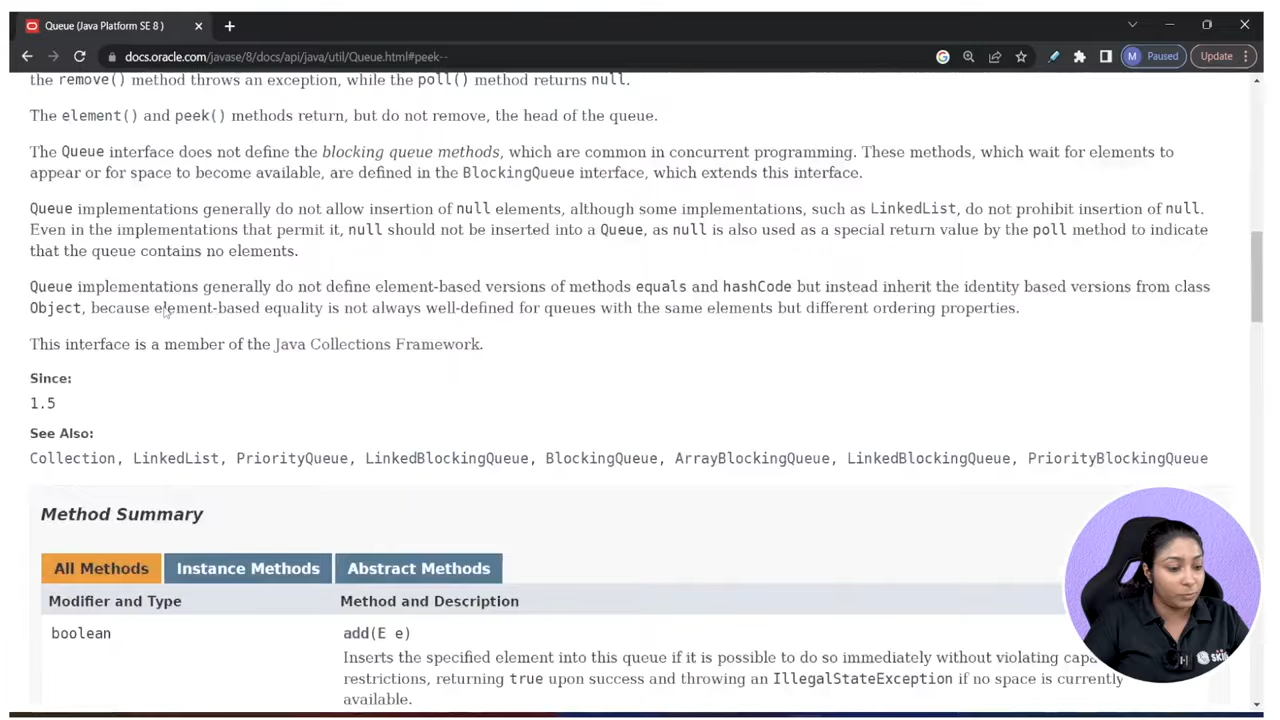 Queue (Java Platform SE 8 )
docs.oracle.com/javase/8/docs/api/java/util/Queue.html#peek--
M Paused
Update
the remove() method throws an exception, while the poll() method returns null.
The element() and peek() methods return, but do not remove, the head of the queue.
The Queue interface does not define the blocking queue methods, which are common in concurrent programming. These methods, which wait for elements to
appear or for space to become available, are defined in the BlockingQueue interface, which extends this interface.
Queue implementations generally do not allow insertion of null elements, although some implementations, such as LinkedList, do not prohibit insertion of null.
Even in the implementations that permit it, null should not be inserted into a Queue, as null is also used as a special return value by the poll method to indicate
that the queue contains no elements.
Queue implementations generally do not define element-based versions of methods equals and hashCode but instead inherit the identity based versions from class
Object, because element-based equality is not always well-defined for queues with the same elements but different ordering properties.
This interface is a member of the Java Collections Framework.
Since:
1.5
See Also:
Collection, LinkedList, PriorityQueue, LinkedBlockingQueue, BlockingQueue, ArrayBlockingQueue, LinkedBlockingQueue, PriorityBlockingQueue
Method Summary
All Methods Instance Methods Abstract Methods
Modifier and Type Method and Description
boolean add(E e)
Inserts the specified element into this queue if it is possible to do so immediately without violating
restrictions, returning true upon success and throwing an IllegalStateException if no space is currently
available.